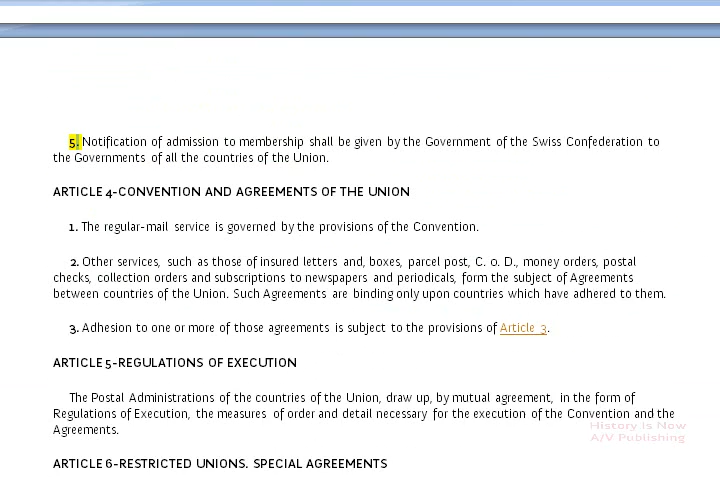 5. Notification of admission to membership shall be given by the Government of the Swiss Confederation to
the Governments of all the countries of the Union.
ARTICLE 4-CONVENTION AND AGREEMENTS OF THE UNION
1. The regular-mail service is governed by the provisions of the Convention.
2. Other services, such as those of insured letters and, boxes, parcel post, C. o. D., money orders, postal
checks, collection orders and subscriptions to newspapers and periodicals, form the subject of Agreements
between countries of the Union. Such Agreements are binding only upon countries which have adhered to them.
3. Adhesion to one or more of those agreements is subject to the provisions of Article 3.
ARTICLE 5-REGULATIONS OF EXECUTION
The Postal Administrations of the countries of the Union, draw up, by mutual agreement, in the form of
Regulations of Execution, the measures of order and detail necessary for the execution of the Convention and the
Agreements.
History Is Now
A/V Publishing
ARTICLE 6-RESTRICTED UNIONS. SPECIAL AGREEMENTS